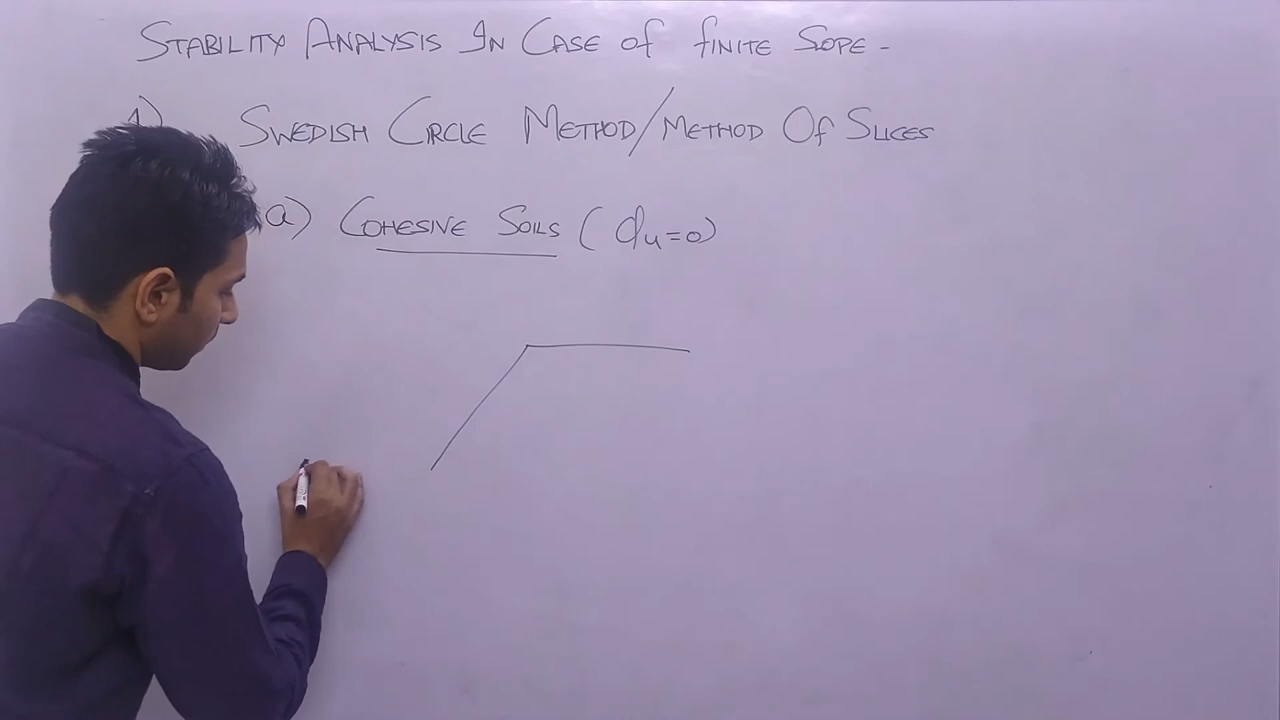 STABILITY ANALYSIS IN CASE OF FINITE SLOPE -
1) SWEDISH CIRCLE METHOD/METHOD OF SLICES
a) COHESIVE SOILS (ϕu=0)